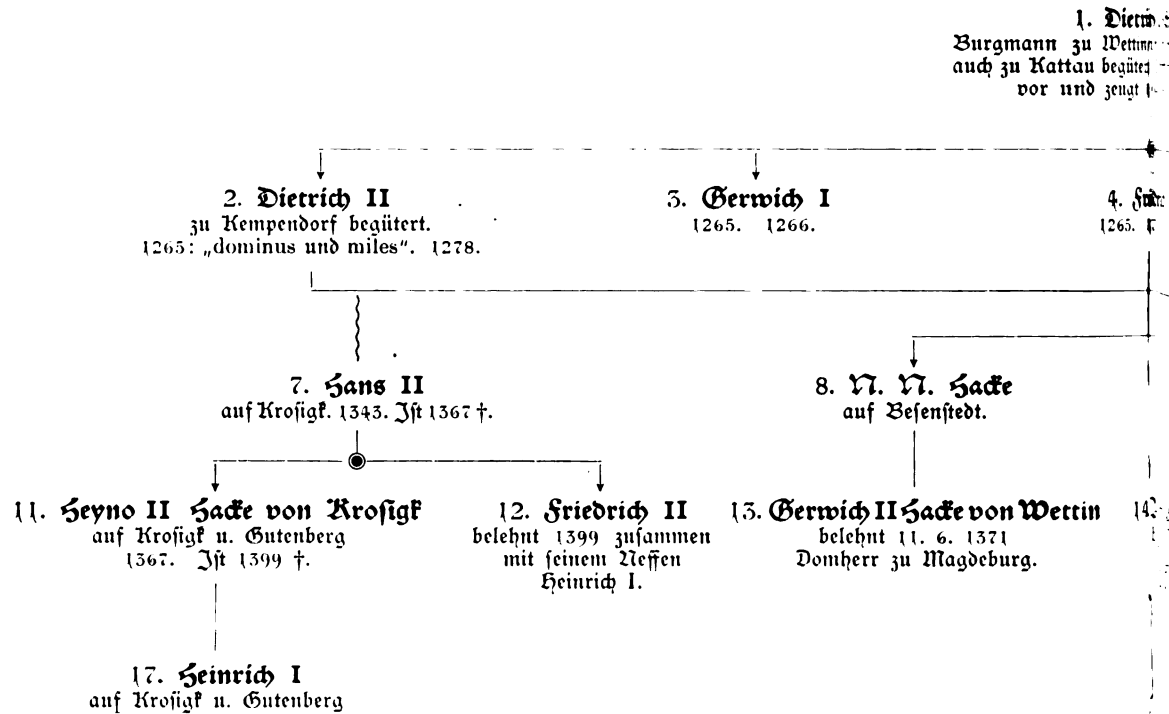 1.
Burgmann zu
auch zu Kattau
vor und zeugt
2. Dietrich II
zu Kempendorf begütert.
1265: „dominus und miles“. 1278.
3. Gerwich I
1265. 1266.
4.
1265.
7. Hans II
auf Krosigk. 1343. Ist 1367 †.
8. N. N. Hacke
auf Besenstedt.
11. Heyno II Hacke von Krosigk
auf Krosigk u. Gutenberg
1367. Ist 1399 †.
12. Friedrich II
belehnt 1399 zusammen
mit seinem Neffen
Heinrich I.
13. Gerwich II Hacke von Wettin
belehnt 11. 6. 1371
Domherr zu Magdeburg.
14.
17. Heinrich I
auf Krosigk u. Gutenberg